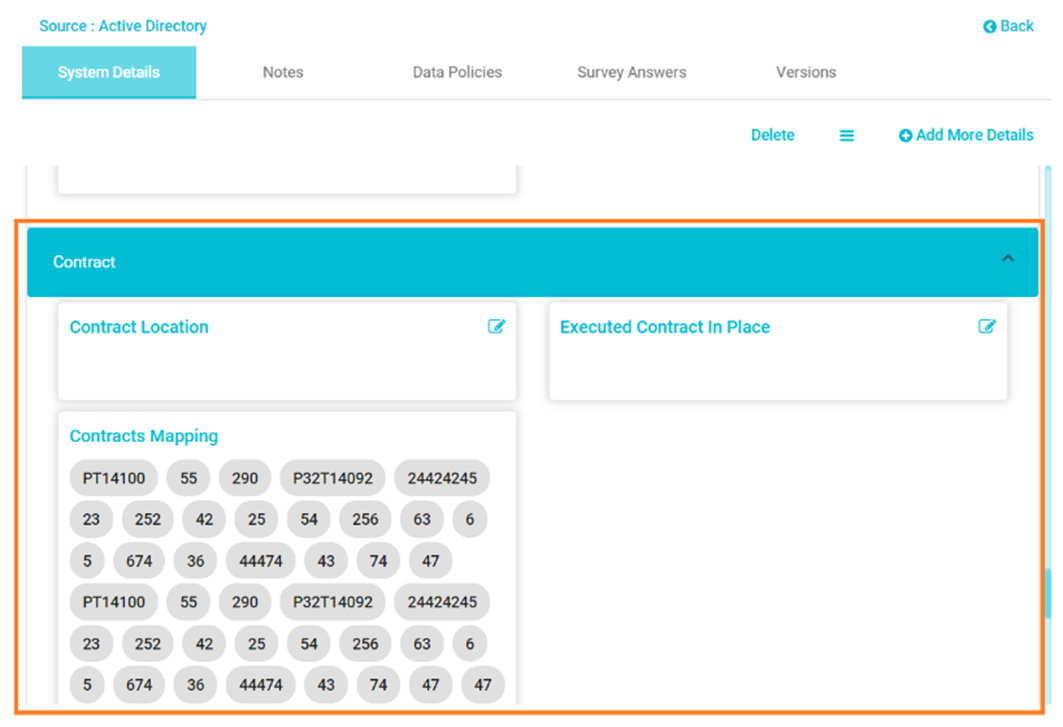 Source : Active Directory
Back
System Details
Notes
Data Policies
Survey Answers
Versions
Delete
Add More Details
Contract
Contract Location
Executed Contract In Place
Contracts Mapping
PT14100 55 290 P32T14092 24424245
23 252 42 25 54 256 63 6
5 674 36 44474 43 74 47
PT14100 55 290 P32T14092 24424245
23 252 42 25 54 256 63 6
5 674 36 44474 43 74 47 47